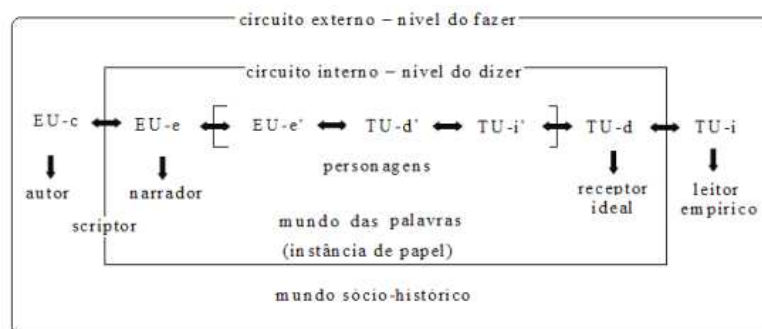 circuito externo – nível do fazer
circuito interno – nível do dizer
EU-c EU-e EU-e' TU-d' TU-i' TU-d TU-i
personagens
autor narrador receptor ideal leitor empírico
scriptor
mundo das palavras
(instância de papel)
mundo sócio-histórico